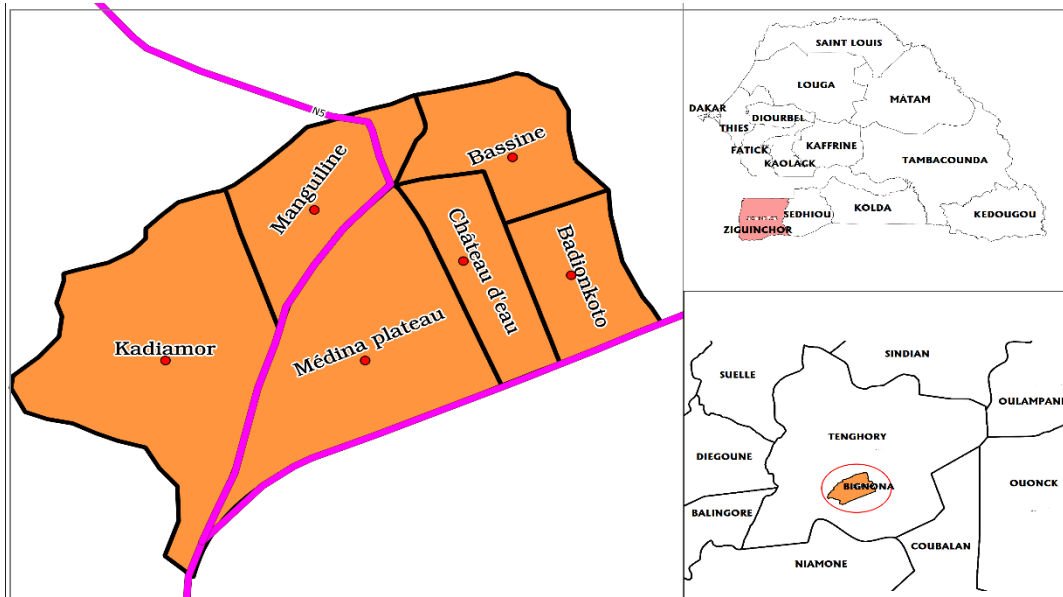 N5
Bassine
Manguiline
Château d'eau
Badionkoto
Kadiamor
Médina plateau
SAINT LOUIS
LOUGA
MATAM
DAKAR
DIOURBEL
THIES
FATICK
KAFFRINE
KAOLACK
TAMBACOUNDA
SEDHIOU
KOLDA
KEDOUGOU
ZIGUINCHOR
SINDIAN
SUELLE
OULAMPANE
TENGHORY
DIEGOUNE
BIGNONA
OUONCK
BALINGORE
COUBALAN
NIAMONE